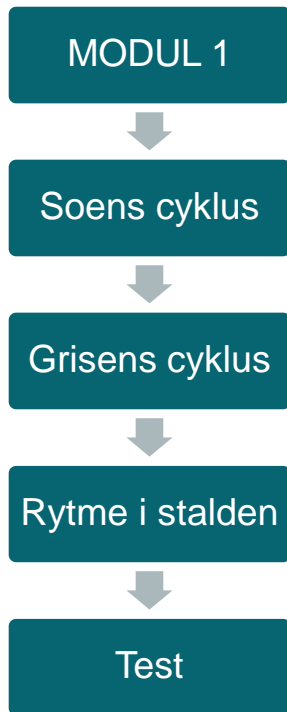 MODUL 1
Soens cyklus
Grisens cyklus
Rytme i stalden
Test